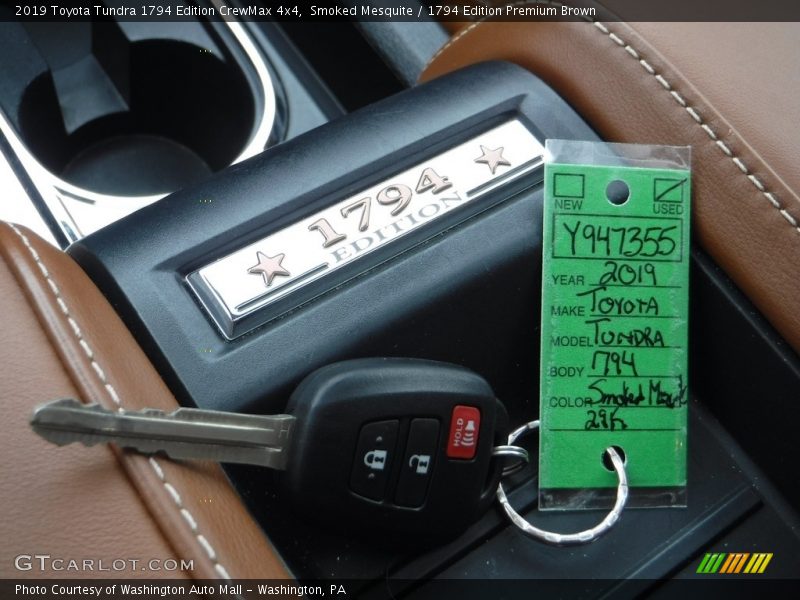 2019 Toyota Tundra 1794 Edition CrewMax 4x4, Smoked Mesquite / 1794 Edition Premium Brown
1794
EDITION
NEW
USED
Y947355
YEAR 2019
MAKE TOYOTA
MODEL TUNDRA
BODY 1794
COLOR Smoked Mesquite
29K
HOLD
GTCARLOT.COM
Photo Courtesy of Washington Auto Mall - Washington, PA